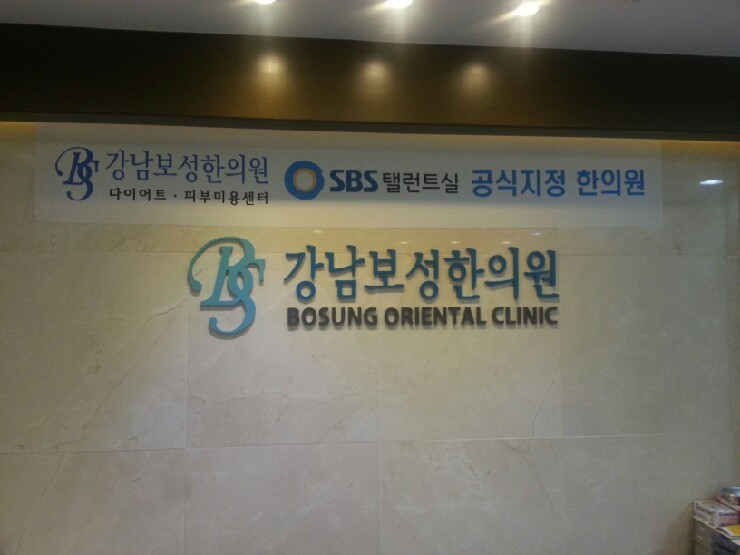 BS 강남보성한의원 SBS 탤런트실 공식지정 한의원
다이어트 · 피부미용센터
BS 강남보성한의원
BOSUNG ORIENTAL CLINIC